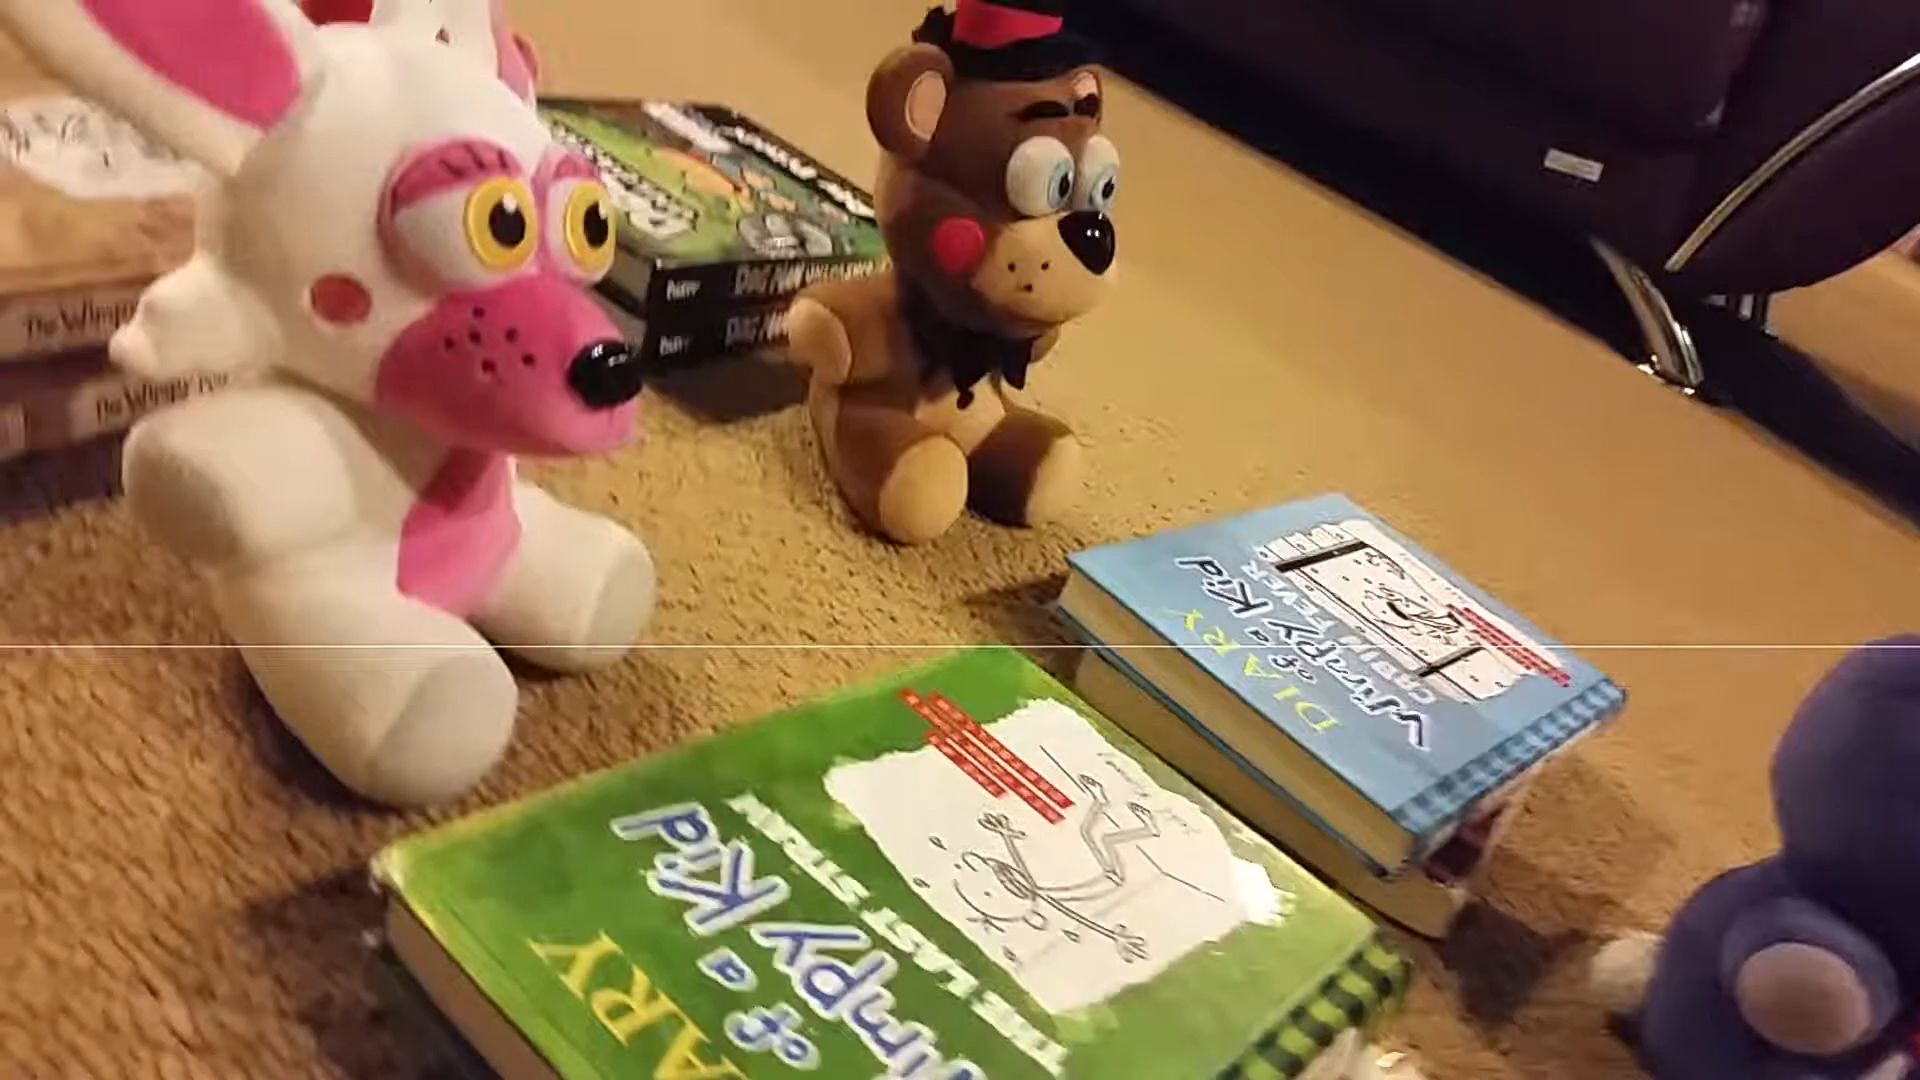 The Wimpy
The Wimpy
Pilkey DOG MAN UNLEASHED
Pilkey DOG MAN
DIARY
of a
Wimpy Kid
CABIN FEVER
ARY
of a
Wimpy Kid
THE LAST STRAW